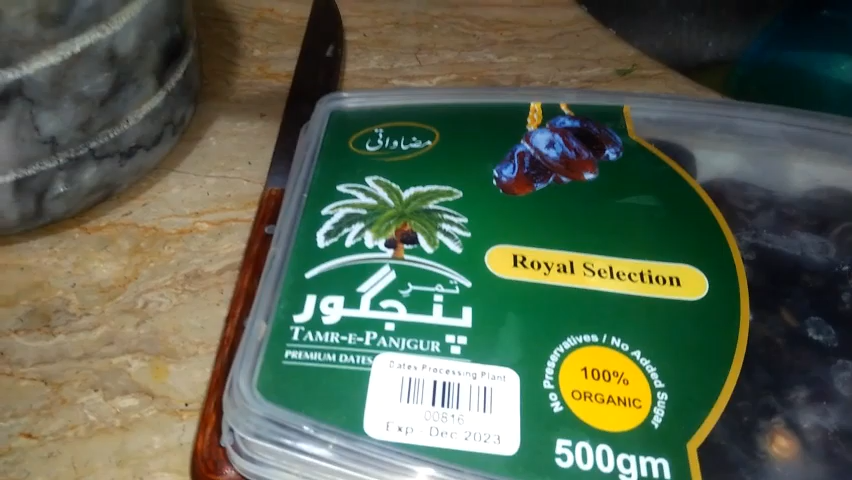 مضاواتی
Royal Selection
تمرِ
پنجگور
TAMR-E-PANJGUR
PREMIUM DATES
Dates Processing Plant
00816
Exp - Dec 2023
No Preservatives / No Added Sugar
100%
ORGANIC
500gm